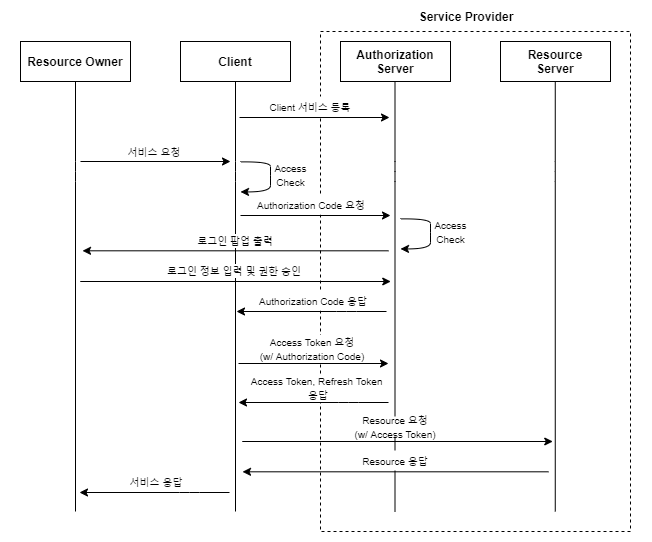 Service Provider
Resource Owner
Client
Authorization
Server
Resource
Server
Client 서비스 등록
서비스 요청
Access
Check
Authorization Code 요청
Access
Check
로그인 팝업 출력
로그인 정보 입력 및 권한 승인
Authorization Code 응답
Access Token 요청
(w/ Authorization Code)
Access Token, Refresh Token
응답
Resource 요청
(w/ Access Token)
Resource 응답
서비스 응답